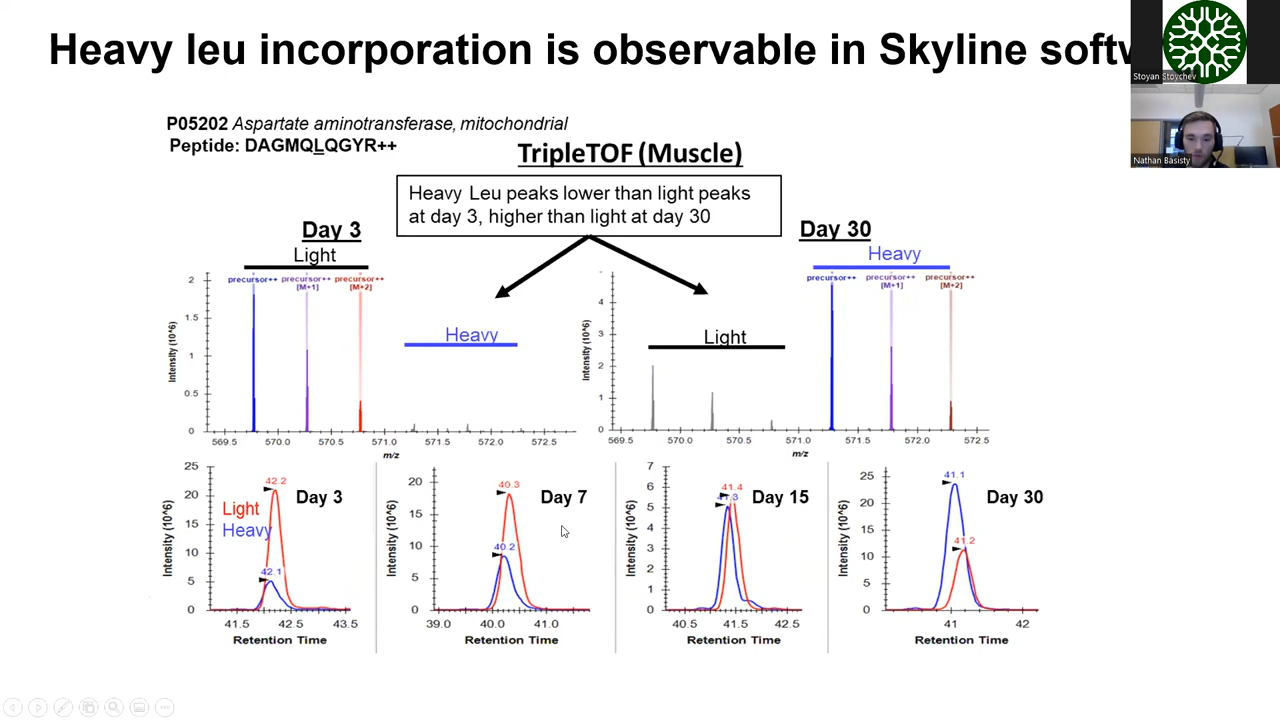 Heavy leu incorporation is observable in Skyline softw
Stoyan Stoychev
Nathan Basisty
P05202 Aspartate aminotransferase, mitochondrial
Peptide: DAGMQLQGYR++
TripleTOF (Muscle)
Heavy Leu peaks lower than light peaks
at day 3, higher than light at day 30
Day 3
Light
Day 30
Heavy
precursor++
precursor++
[M+1]
precursor++
[M+2]
Heavy
2
1.5
1
0.5
0
Intensity (10^6)
569.5 570.0 570.5 571.0 571.5 572.0 572.5
m/z
precursor++
precursor++
[M+1]
precursor++
[M+2]
Light
4
3
2
1
0
Intensity (10^6)
569.5 570.0 570.5 571.0 571.5 572.0 572.5
m/z
25
20
15
10
5
0
Intensity (10^6)
42.2
Day 3
Light
Heavy
42.1
41.5 42.5 43.5
Retention Time
20
15
10
5
0
Intensity (10^6)
40.3
Day 7
40.2
39.0 40.0 41.0
Retention Time
7
6
5
4
3
2
1
0
Intensity (10^6)
41.4
41.3
Day 15
40.5 41.5 42.5
Retention Time
25
20
15
10
5
0
Intensity (10^6)
41.1
Day 30
41.2
41 42
Retention Time